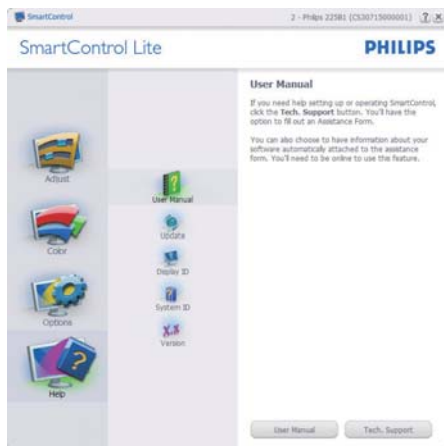 SmartControl
2 - Philips 225B1 (CS30715000001)
? X
SmartControl Lite
PHILIPS
User Manual
If you need help setting up or operating SmartControl,
click the Tech. Support button. You'll have the
option to fill out an Assistance Form.
You can also choose to have information about your
software automatically attached to the assistance
form. You'll need to be online to use this feature.
Adjust
Color
Options
Help
User Manual
Update
Display ID
System ID
X.X
Version
User Manual
Tech. Support